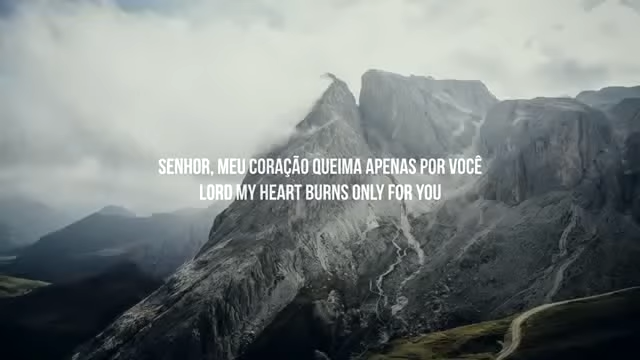 SENHOR, MEU CORAÇÃO QUEIMA APENAS POR VOCÊ
LORD MY HEART BURNS ONLY FOR YOU